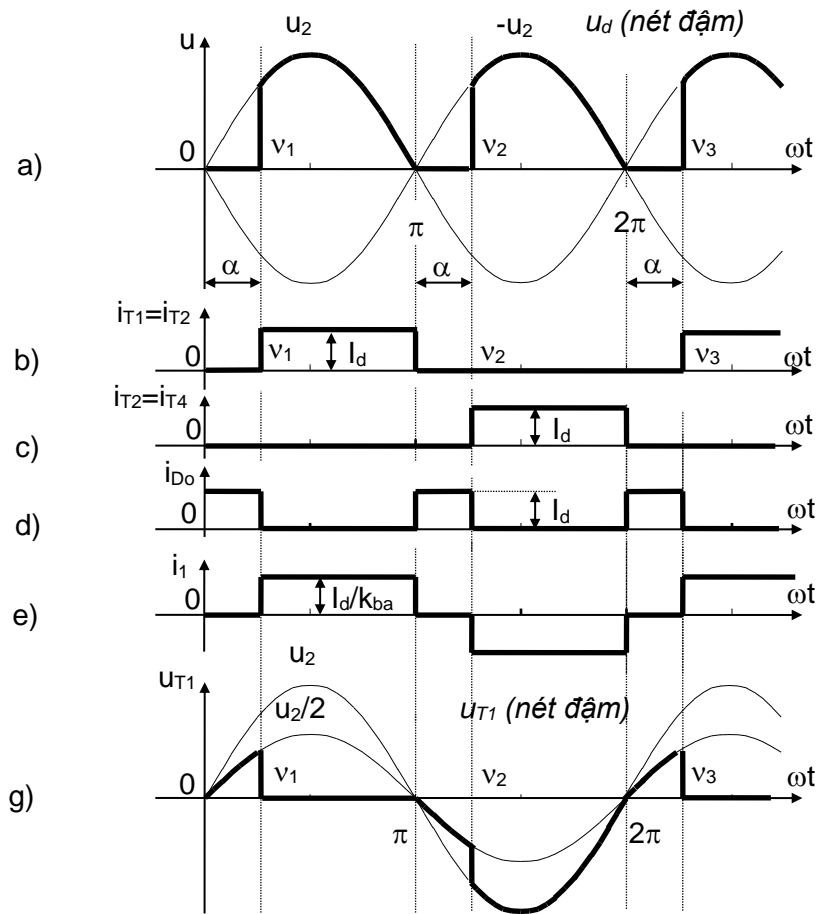 u u₂ -u₂ u_d (nét đậm)
a) 0 ν₁ ν₂ ν₃ ωt
π 2π
α α α
i_T1=i_T2
b) 0 ν₁ I_d ν₂ ν₃ ωt
i_T2=i_T4
c) 0 I_d ωt
i_Do
d) 0 I_d ωt
i₁
e) 0 I_d/k_ba ωt
u₂
u_T1 u₂/2 u_T1 (nét đậm)
g) 0 ν₁ ν₂ ν₃ ωt
π 2π